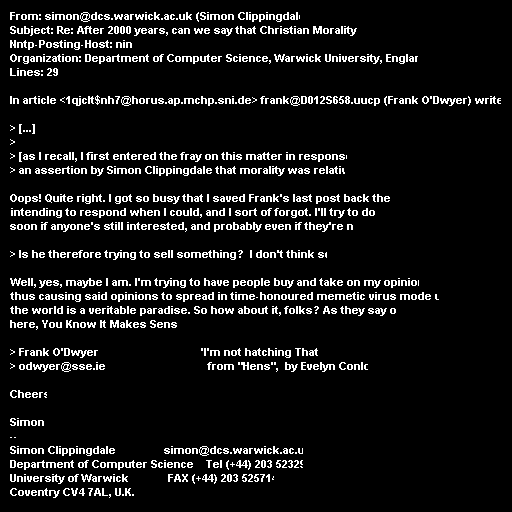 From: simon@dcs.warwick.ac.uk (Simon Clippingdale
Subject: Re: After 2000 years, can we say that Christian Morality
Nntp-Posting-Host: nin
Organization: Department of Computer Science, Warwick University, Englan
Lines: 29
In article <1qjclt$nh7@horus.ap.mchp.sni.de> frank@D012S658.uucp (Frank O'Dwyer) write
> [...]
>
> [as I recall, I first entered the fray on this matter in response
> an assertion by Simon Clippingdale that morality was relativ
Oops! Quite right. I got so busy that I saved Frank's last post back the
intending to respond when I could, and I sort of forgot. I'll try to do
soon if anyone's still interested, and probably even if they're n
> Is he therefore trying to sell something?  I don't think so
Well, yes, maybe I am. I'm trying to have people buy and take on my opinion
thus causing said opinions to spread in time-honoured memetic virus mode u
the world is a veritable paradise. So how about it, folks? As they say o
here, You Know It Makes Sens
> Frank O'Dwyer                                  'I'm not hatching That
> odwyer@sse.ie                                   from "Hens",  by Evelyn Conlo
Cheers
Simon
--
Simon Clippingdale                simon@dcs.warwick.ac.u
Department of Computer Science    Tel (+44) 203 52329
University of Warwick             FAX (+44) 203 525714
Coventry CV4 7AL, U.K.